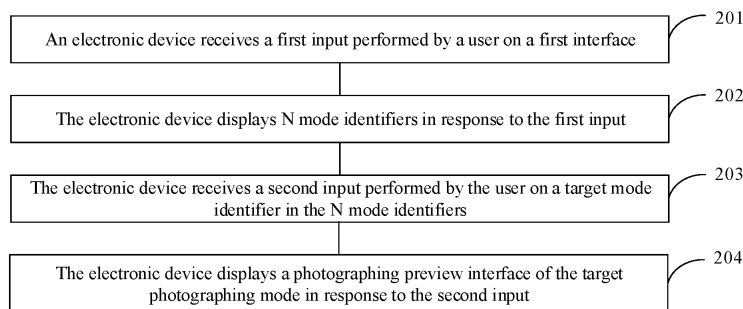 201
An electronic device receives a first input performed by a user on a first interface
202
The electronic device displays N mode identifiers in response to the first input
203
The electronic device receives a second input performed by the user on a target mode
identifier in the N mode identifiers
204
The electronic device displays a photographing preview interface of the target
photographing mode in response to the second input